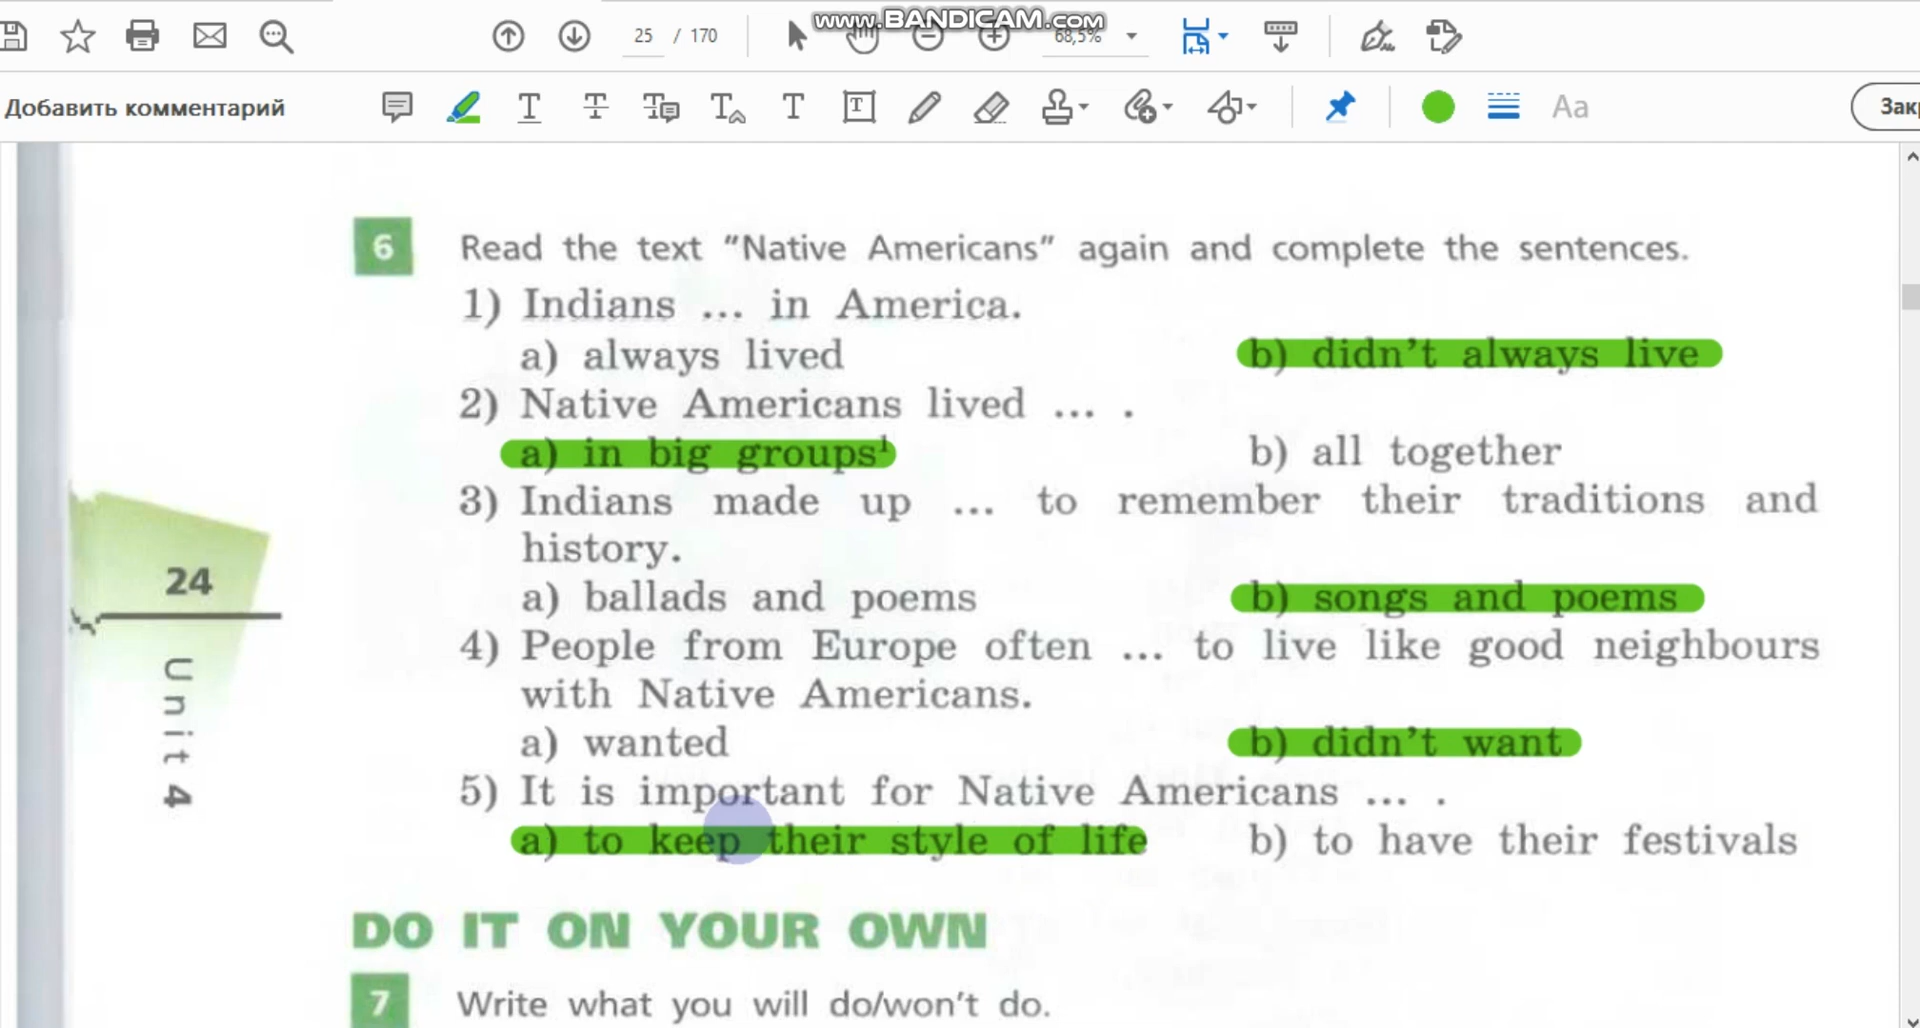 www.BANDICAM.com
25 / 170
68,5%
Добавить комментарий
Aa
6 Read the text "Native Americans" again and complete the sentences.
1) Indians ... in America.
a) always lived b) didn't always live
2) Native Americans lived ... .
a) in big groups¹ b) all together
3) Indians made up ... to remember their traditions and
history.
a) ballads and poems b) songs and poems
4) People from Europe often ... to live like good neighbours
with Native Americans.
a) wanted b) didn't want
5) It is important for Native Americans ... .
a) to keep their style of life b) to have their festivals
24
Unit 4
DO IT ON YOUR OWN
7 Write what you will do/won't do.